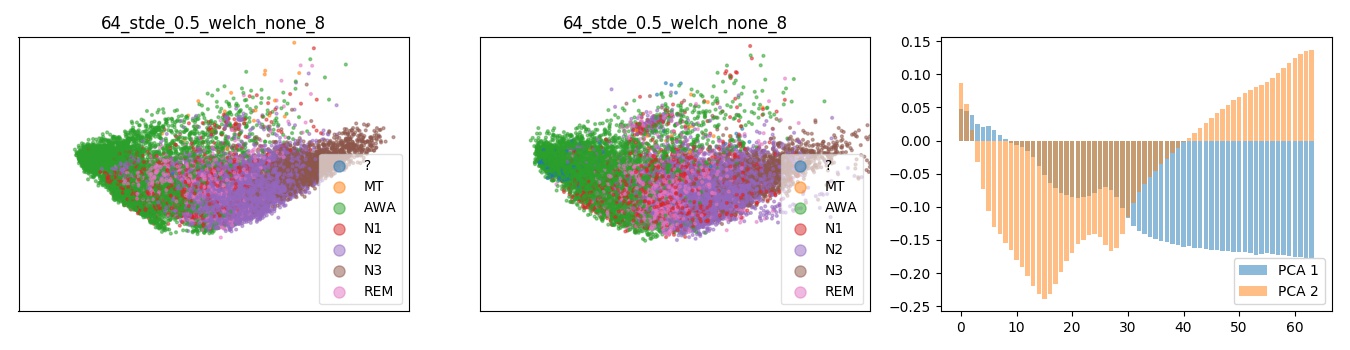 64_stde_0.5_welch_none_8
?
MT
AWA
N1
N2
N3
REM
64_stde_0.5_welch_none_8
?
MT
AWA
N1
N2
N3
REM
0.15
0.10
0.05
0.00
−0.05
−0.10
−0.15
−0.20
−0.25
0
10
20
30
40
50
60
PCA 1
PCA 2